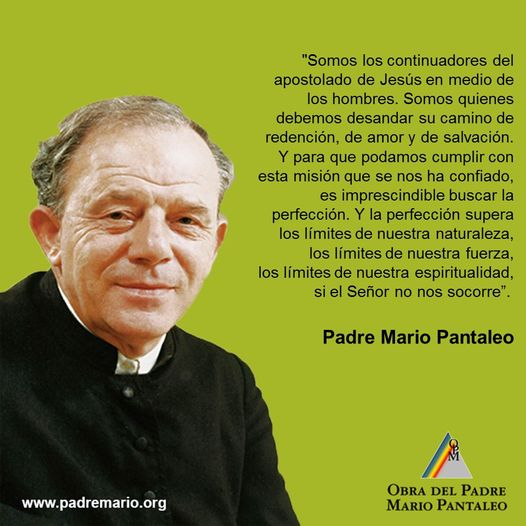 "Somos los continuadores del
apostolado de Jesús en medio de
los hombres. Somos quienes
debemos desandar su camino de
redención, de amor y de salvación.
Y para que podamos cumplir con
esta misión que se nos ha confiado,
es imprescindible buscar la
perfección. Y la perfección supera
los límites de nuestra naturaleza,
los límites de nuestra fuerza,
los límites de nuestra espiritualidad,
si el Señor no nos socorre”.
Padre Mario Pantaleo
OPM
OBRA DEL PADRE
MARIO PANTALEO
www.padremario.org